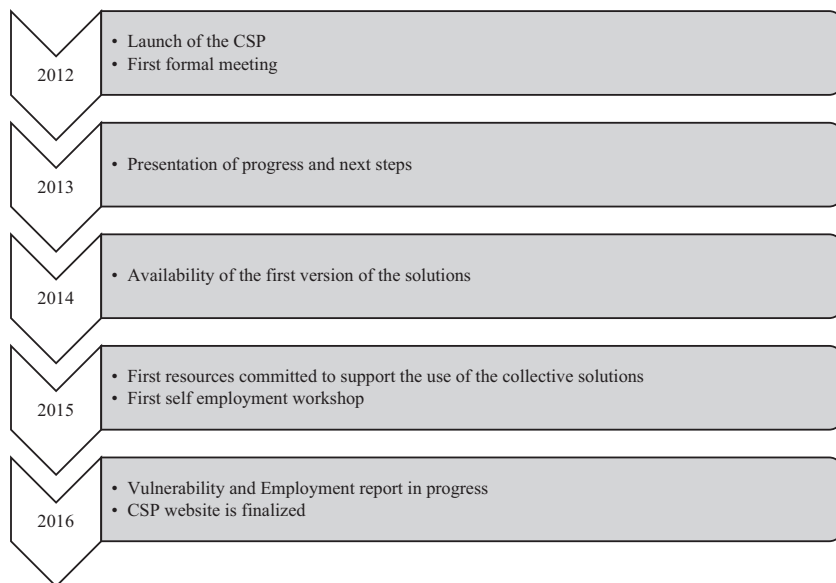 2012
• Launch of the CSP
• First formal meeting
2013
• Presentation of progress and next steps
2014
• Availability of the first version of the solutions
2015
• First resources committed to support the use of the collective solutions
• First self employment workshop
2016
• Vulnerability and Employment report in progress
• CSP website is finalized